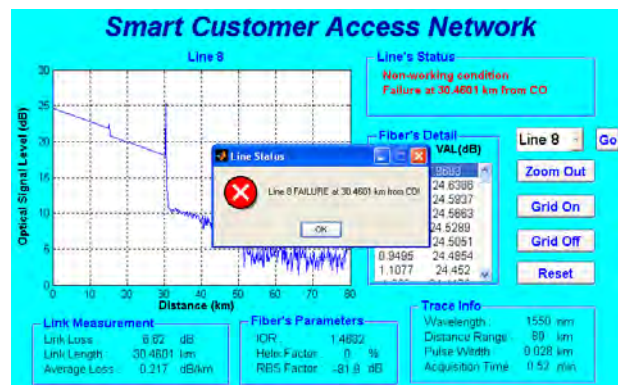 Smart Customer Access Network
Line 8
Optical Signal Level (dB)
30
25
20
15
10
5
0
0 10 20 30 40 50 60 70 80
Distance (km)
Line's Status
Non-working condition
Failure at 30.4601 km from CO
Fiber's Detail
VAL(dB)
24.6386
24.5937
24.5663
24.5289
24.5051
0.9495 24.4854
1.1077 24.452
Line Status
Line 8 FAILURE at 30.4601 km from CO!
OK
Line 8
Go
Zoom Out
Grid On
Grid Off
Reset
Link Measurement
Link Loss 6.62 dB
Link Length 30.4601 km
Average Loss 0.217 dB/km
Fiber's Parameters
IOR 1.4682
Helix Factor 0 %
RBS Factor -81.9 dB
Trace Info
Wavelength 1550 nm
Distance Range 80 km
Pulse Width 0.028 km
Acquisition Time 0.52 min